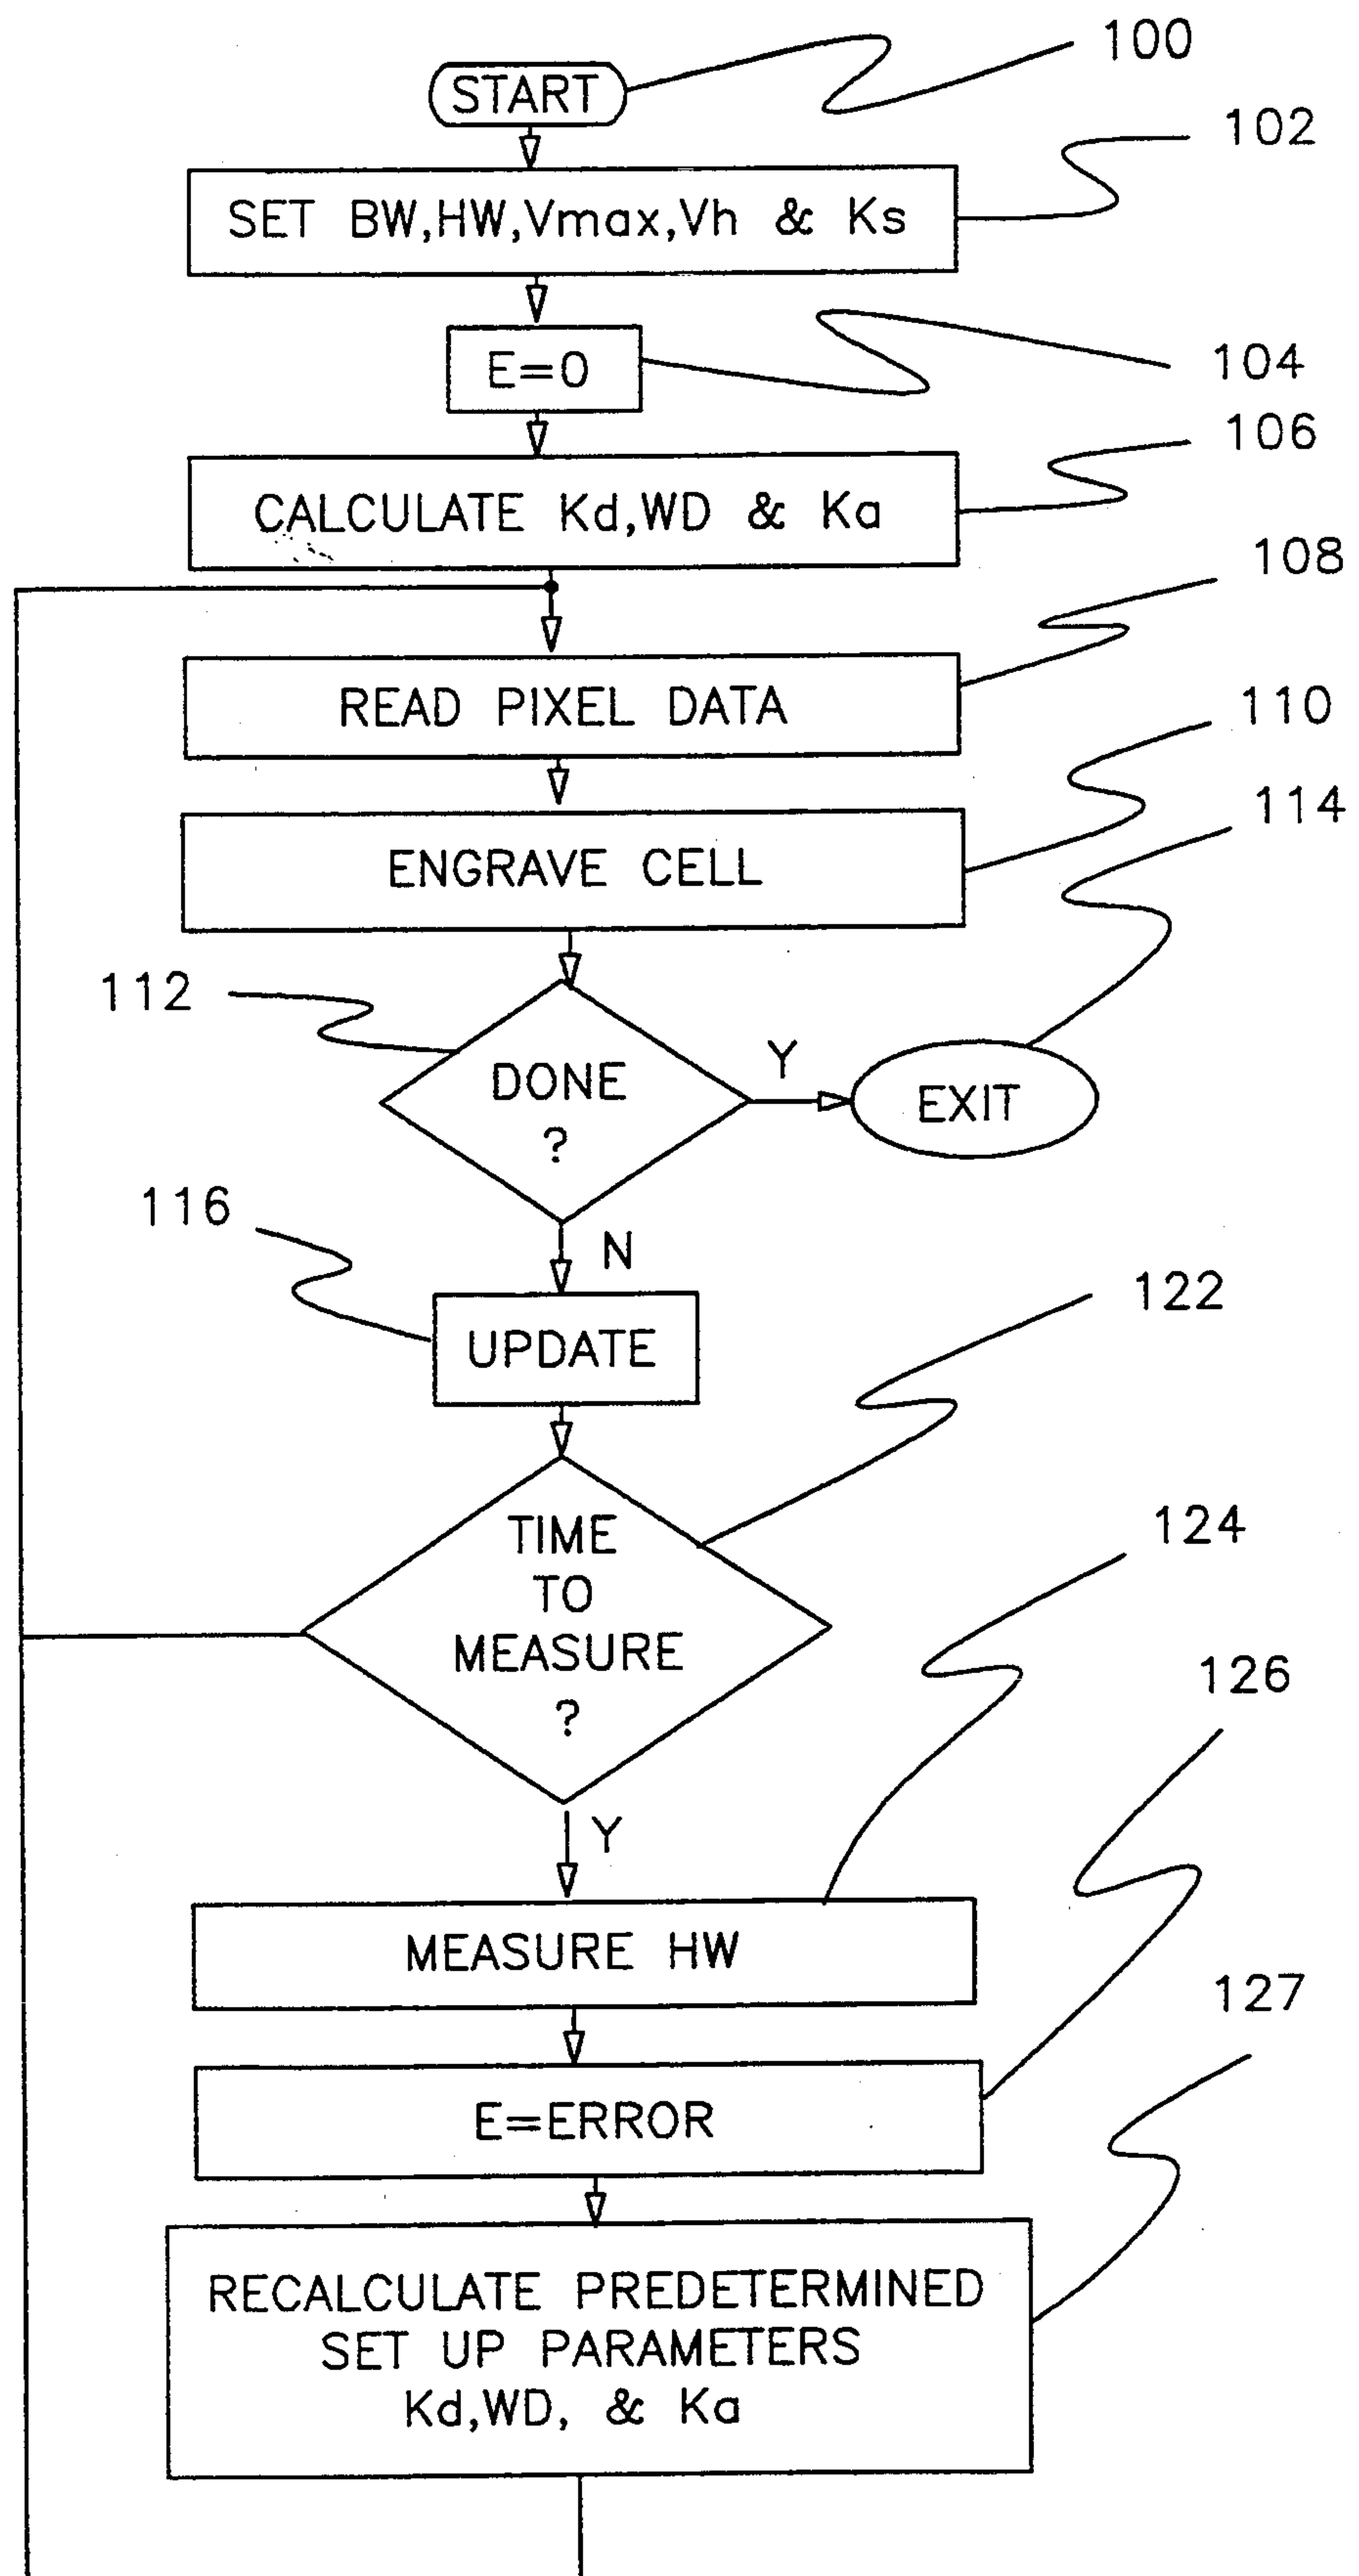 100
START
102
SET BW,HW,Vmax,Vh & Ks
104
E=0
106
CALCULATE Kd,WD & Ka
108
READ PIXEL DATA
110
ENGRAVE CELL
114
112
DONE
?
Y
EXIT
116
N
122
UPDATE
TIME
TO
MEASURE
?
124
126
Y
MEASURE HW
127
E=ERROR
RECALCULATE PREDETERMINED
SET UP PARAMETERS
Kd,WD, & Ka